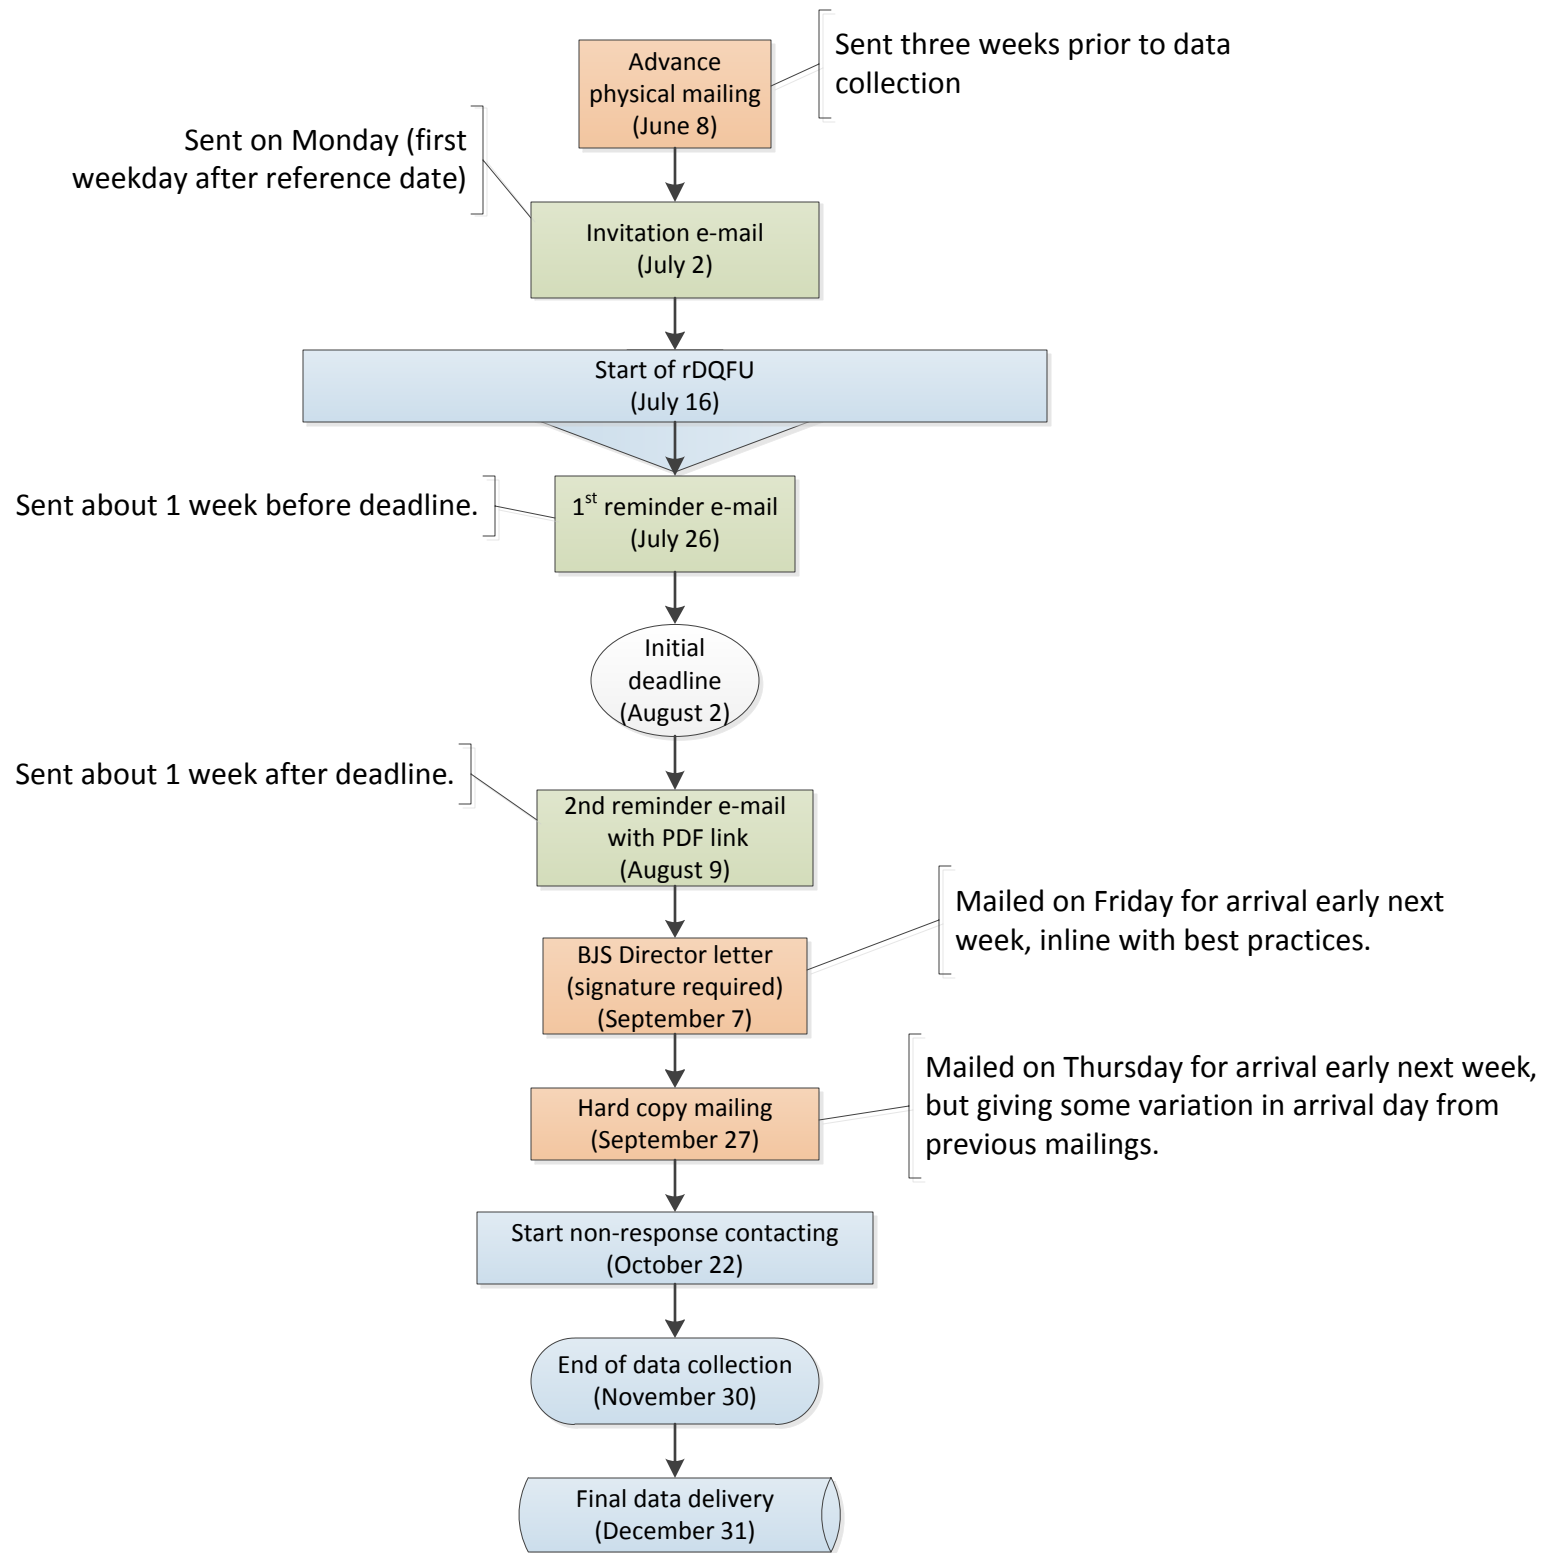 Advance
physical mailing
(June 8)
Sent three weeks prior to data
collection
Sent on Monday (first
weekday after reference date)
Invitation e-mail
(July 2)
Start of rDQFU
(July 16)
Sent about 1 week before deadline.
1st reminder e-mail
(July 26)
Initial
deadline
(August 2)
Sent about 1 week after deadline.
2nd reminder e-mail
with PDF link
(August 9)
BJS Director letter
(signature required)
(September 7)
Mailed on Friday for arrival early next
week, inline with best practices.
Hard copy mailing
(September 27)
Mailed on Thursday for arrival early next week,
but giving some variation in arrival day from
previous mailings.
Start non-response contacting
(October 22)
End of data collection
(November 30)
Final data delivery
(December 31)